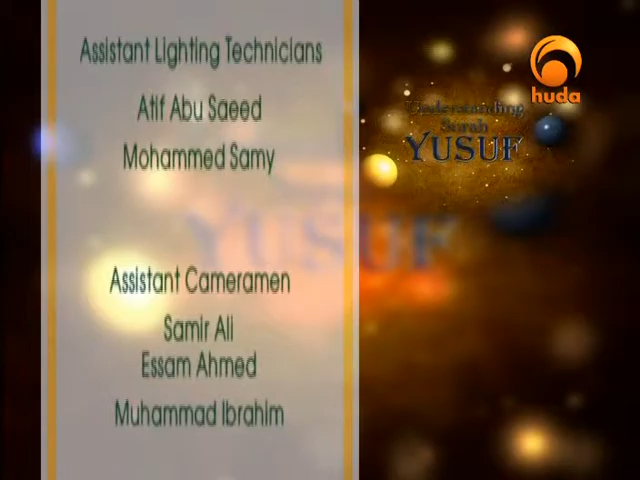 Assistant Lighting Technicians
Atif Abu Saeed
Mohammed Samy
Assistant Cameramen
Samir Ali
Essam Ahmed
Muhammad Ibrahim
huda
Understanding
Surah
YUSUF
YUSUF